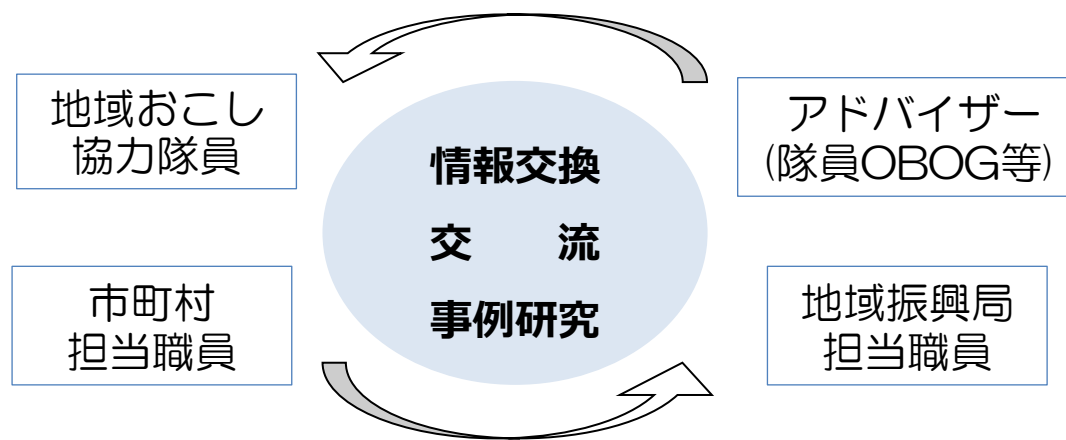 地域おこし
協力隊員
アドバイザー
(隊員OBOG等)
情報交換
交　　流
事例研究
市町村
担当職員
地域振興局
担当職員